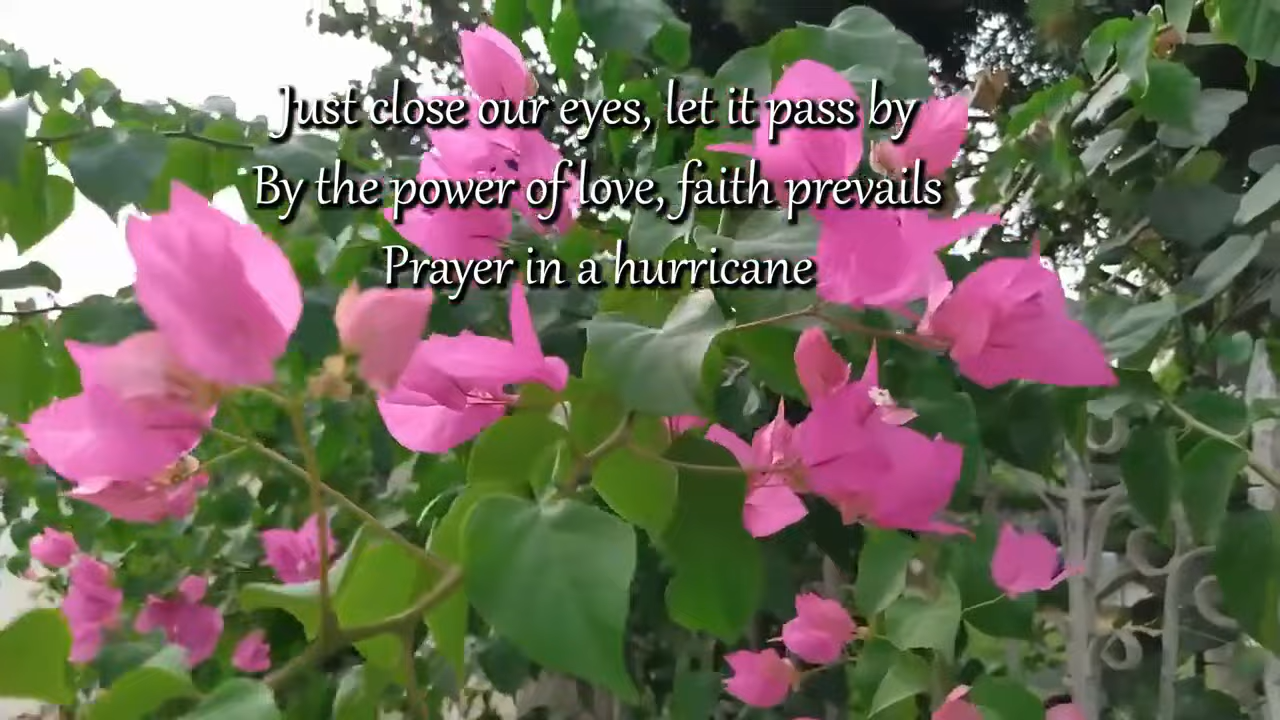 Just close our eyes, let it pass by
By the power of love, faith prevails
Prayer in a hurricane